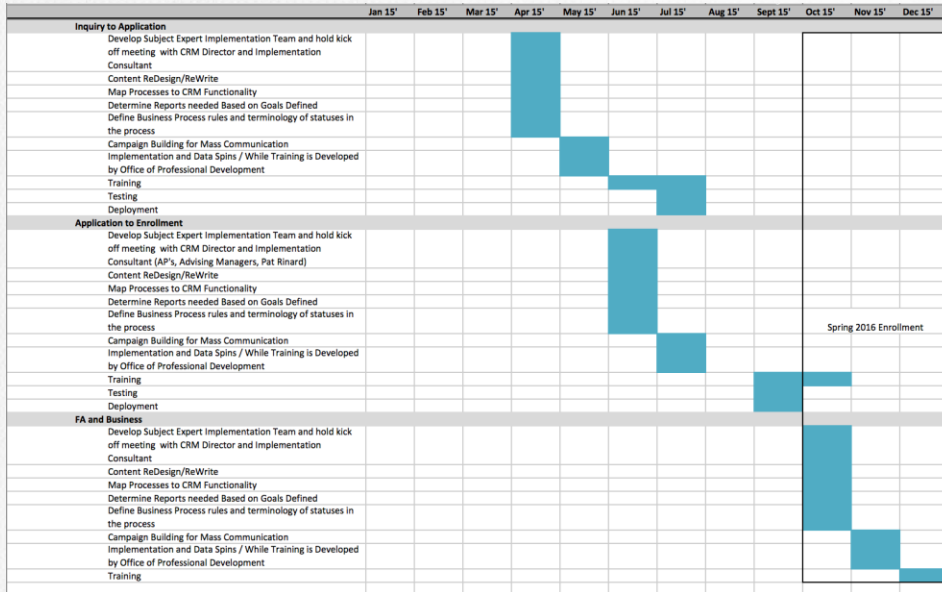 Jan 15' Feb 15' Mar 15' Apr 15' May 15' Jun 15' Jul 15' Aug 15' Sept 15' Oct 15' Nov 15' Dec 15'
Inquiry to Application
Develop Subject Expert Implementation Team and hold kick
off meeting with CRM Director and Implementation
Consultant
Content ReDesign/ReWrite
Map Processes to CRM Functionality
Determine Reports needed Based on Goals Defined
Define Business Process rules and terminology of statuses in
the process
Campaign Building for Mass Communication
Implementation and Data Spins / While Training is Developed
by Office of Professional Development
Training
Testing
Deployment
Application to Enrollment
Develop Subject Expert Implementation Team and hold kick
off meeting with CRM Director and Implementation
Consultant (AP's, Advising Managers, Pat Rinard)
Content ReDesign/ReWrite
Map Processes to CRM Functionality
Determine Reports needed Based on Goals Defined
Define Business Process rules and terminology of statuses in
the process
Spring 2016 Enrollment
Campaign Building for Mass Communication
Implementation and Data Spins / While Training is Developed
by Office of Professional Development
Training
Testing
Deployment
FA and Business
Develop Subject Expert Implementation Team and hold kick
off meeting with CRM Director and Implementation
Consultant
Content ReDesign/ReWrite
Map Processes to CRM Functionality
Determine Reports needed Based on Goals Defined
Define Business Process rules and terminology of statuses in
the process
Campaign Building for Mass Communication
Implementation and Data Spins / While Training is Developed
by Office of Professional Development
Training